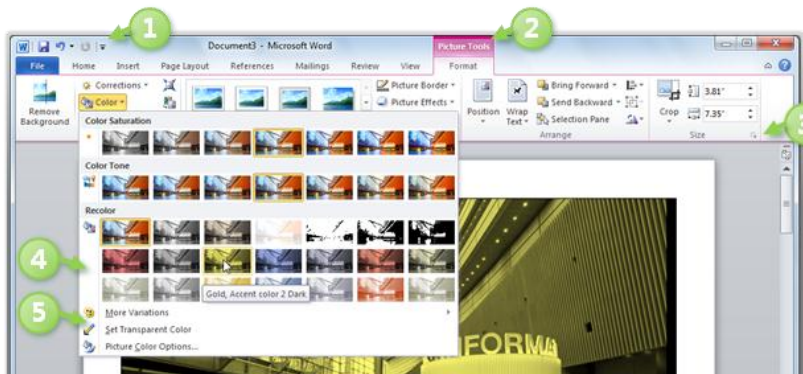 1
2
Document3 - Microsoft Word
Picture Tools
File Home Insert Page Layout References Mailings Review View Format
Corrections
Color
Remove
Background
Picture Border
Picture Effects
Position
Wrap
Text
Bring Forward
Send Backward
Selection Pane
Arrange
Crop
3.81"
7.35"
Size
Color Saturation
Color Tone
Recolor
4
Gold, Accent color 2 Dark
5
More Variations
Set Transparent Color
Picture Color Options...